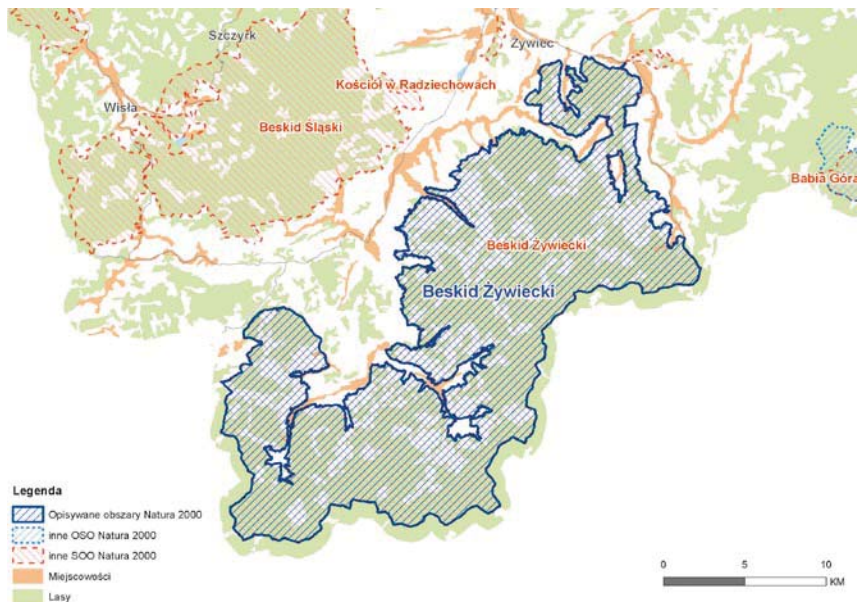 Szczyrk
Żywiec
Kościół w Radziechowach
Wisła
Beskid Śląski
Babia Góra
Beskid Żywiecki
Beskid Żywiecki
Legenda
Opisywane obszary Natura 2000
inne OSO Natura 2000
inne SOO Natura 2000
Miejscowości
Lasy
0 5 10
KM